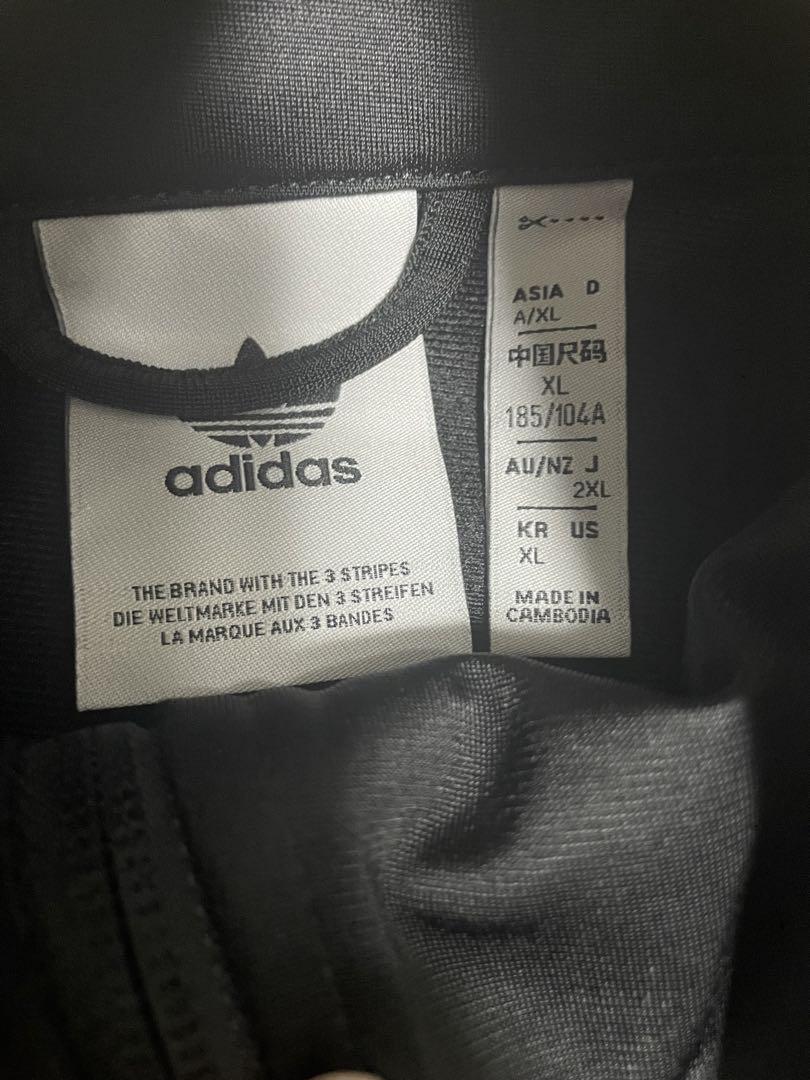 adidas
THE BRAND WITH THE 3 STRIPES
DIE WELTMARKE MIT DEN 3 STREIFEN
LA MARQUE AUX 3 BANDES
ASIA D
A/XL
中国尺码
XL
185/104A
AU/NZ J
2XL
KR US
XL
MADE IN
CAMBODIA